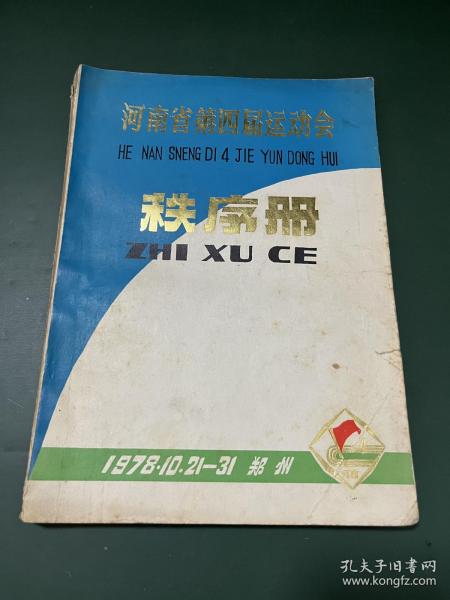 河南省第四届运动会
HE NAN SNENG DI 4 JIE YUN DONG HUI
秩序册
ZHI XU CE
1978·10.21—31 郑州
孔夫子旧书网
www.kongfz.com